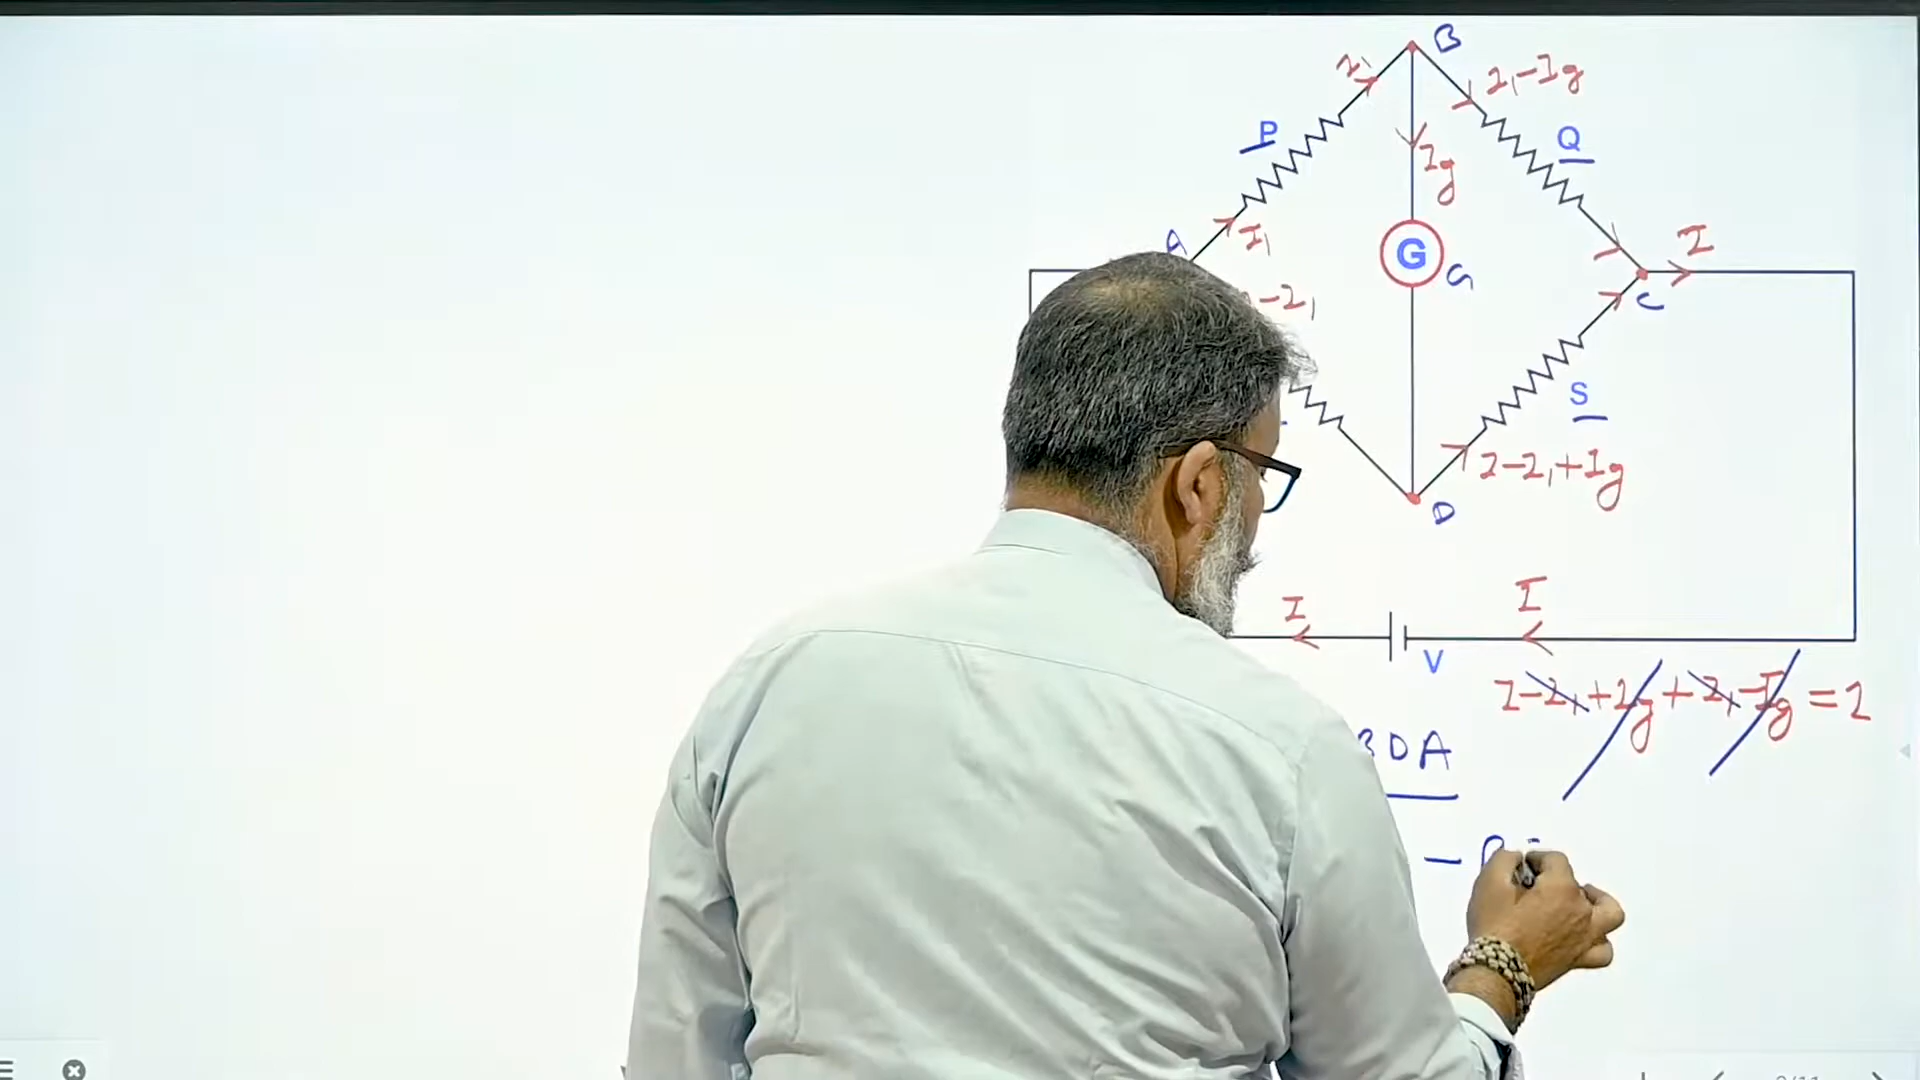 B
I₁
I₁-Ig
P
Q
Ig
I₁
A
I
G
G
-I₁
C
S
I-I₁+Ig
D
I
I
V
I-I₁+Ig+I₁-Ig=I
BDA
-